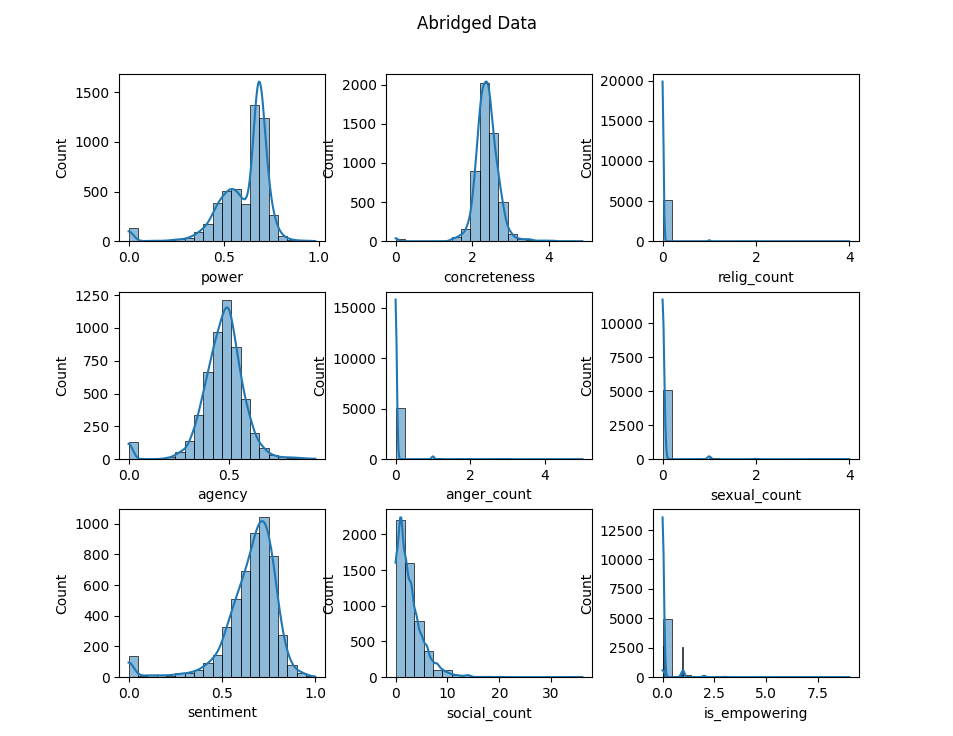 Abridged Data
Count
1500
1000
500
0
0.0 0.5 1.0
power
Count
2000
1500
1000
500
0
0 2 4
concreteness
Count
20000
15000
10000
5000
0
0 2 4
relig_count
Count
1250
1000
750
500
250
0
0.0 0.5
agency
Count
15000
10000
5000
0
0 2 4
anger_count
Count
10000
7500
5000
2500
0
0 2 4
sexual_count
Count
1000
800
600
400
200
0
0.0 0.5 1.0
sentiment
Count
2000
1500
1000
500
0
0 10 20 30
social_count
Count
12500
10000
7500
5000
2500
0
0.0 2.5 5.0 7.5
is_empowering